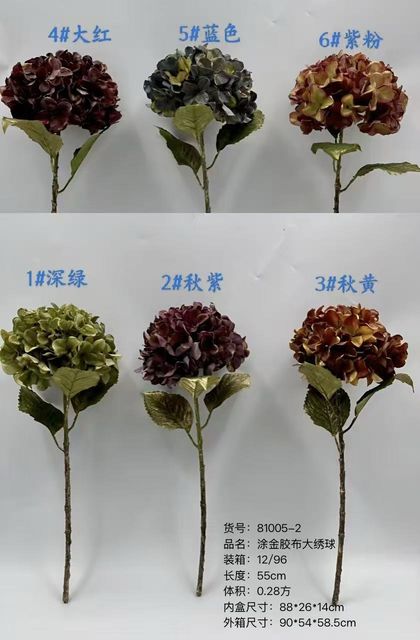 4#大红
5#蓝色
6#紫粉
1#深绿
2#秋紫
3#秋黄
货号：81005-2
品名：涂金胶布大绣球
装箱：12/96
长度：55cm
体积：0.28方
内盒尺寸：88*26*14cm
外箱尺寸：90*54*58.5cm